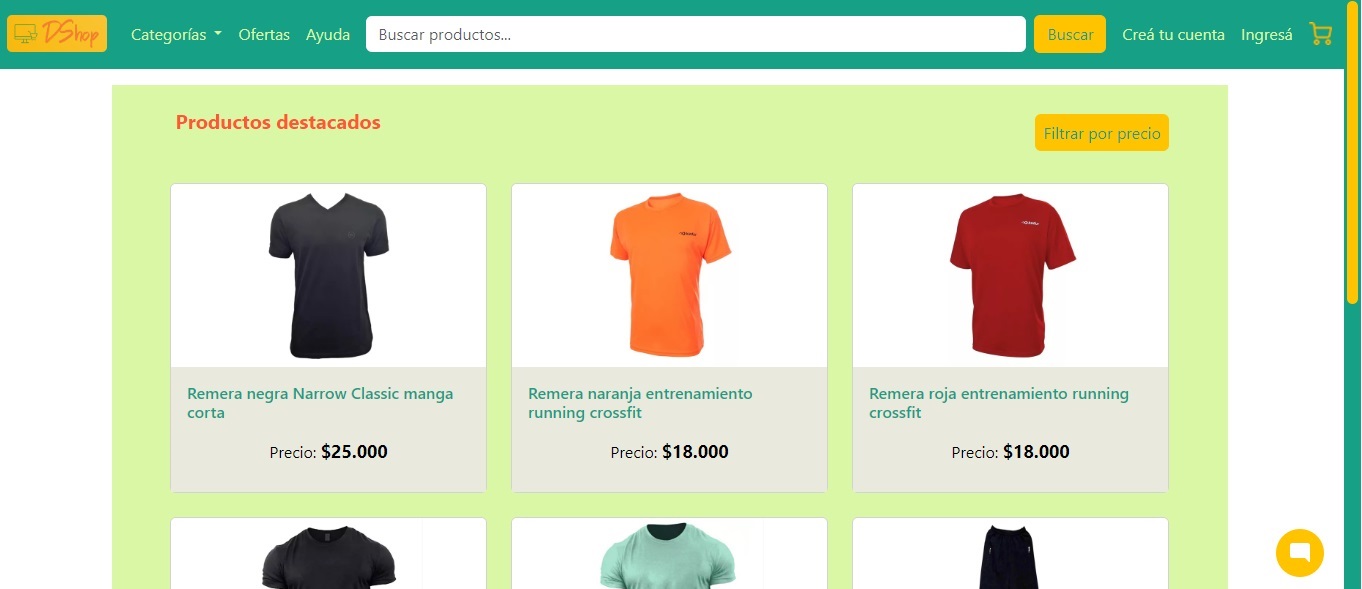 DShop
Categorías
Ofertas
Ayuda
Buscar productos...
Buscar
Creá tu cuenta
Ingresá
Productos destacados
Filtrar por precio
Remera negra Narrow Classic manga
corta
Precio: $25.000
Remera naranja entrenamiento
running crossfit
Precio: $18.000
Remera roja entrenamiento running
crossfit
Precio: $18.000